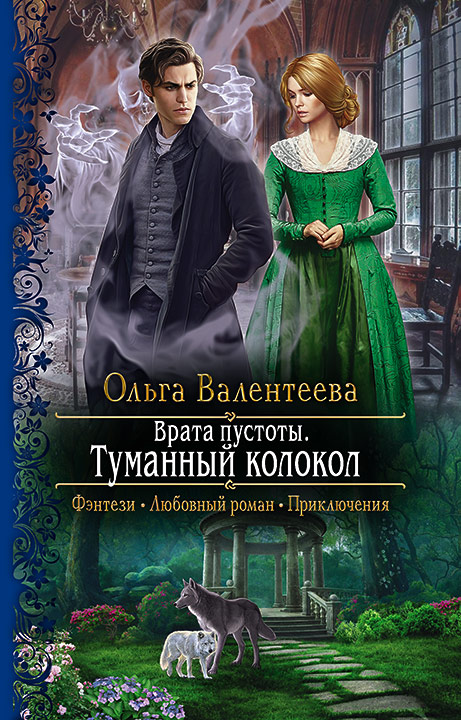 Ольга Валентеева
Врата пустоты.
Туманный колокол
Фэнтези • Любовный роман • Приключения